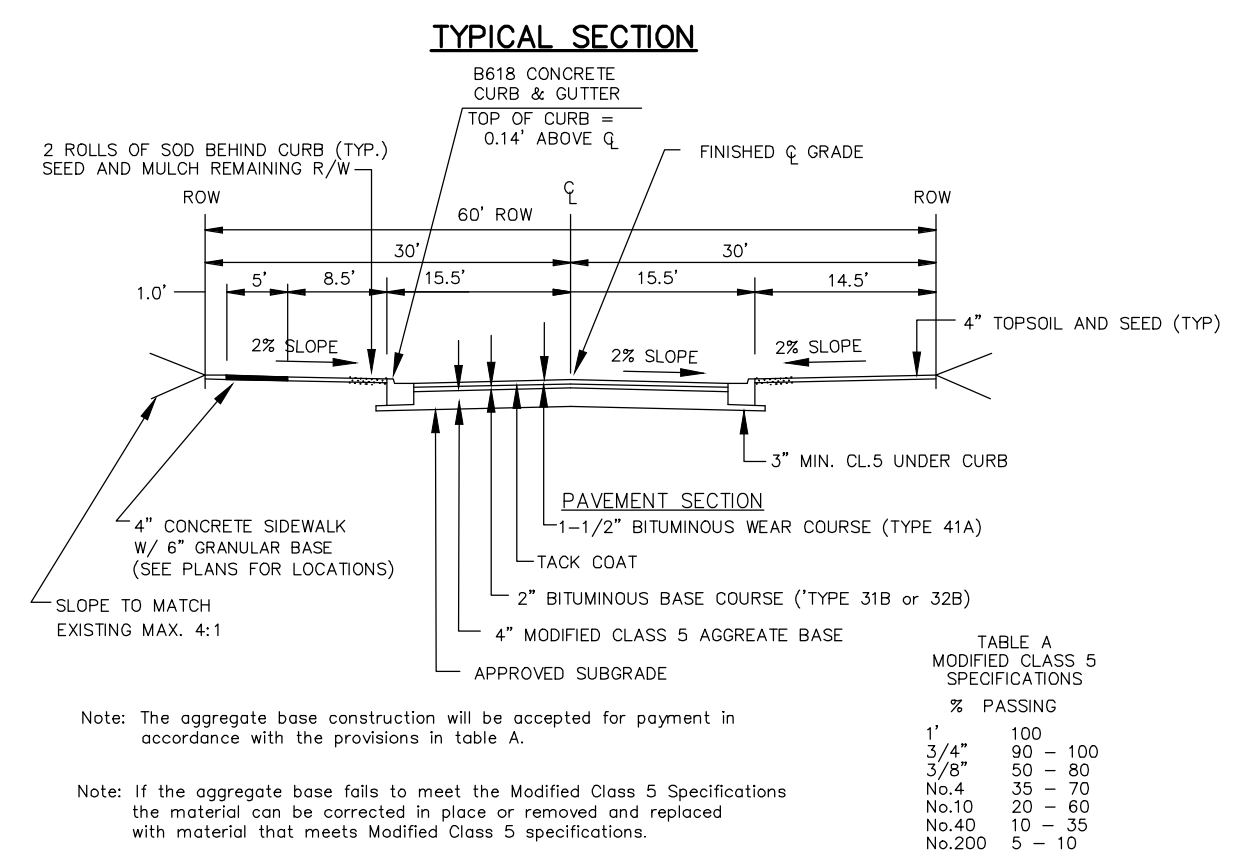 TYPICAL SECTION
B618 CONCRETE
CURB & GUTTER
TOP OF CURB =
0.14' ABOVE ℄
2 ROLLS OF SOD BEHIND CURB (TYP.)
SEED AND MULCH REMAINING R/W
FINISHED ℄ GRADE
ROW
℄
ROW
60' ROW
30'
30'
1.0'
5'
8.5'
15.5'
15.5'
14.5'
4" TOPSOIL AND SEED (TYP)
2% SLOPE
2% SLOPE
2% SLOPE
3" MIN. CL.5 UNDER CURB
PAVEMENT SECTION
1-1/2" BITUMINOUS WEAR COURSE (TYPE 41A)
4" CONCRETE SIDEWALK
W/ 6" GRANULAR BASE
(SEE PLANS FOR LOCATIONS)
TACK COAT
2" BITUMINOUS BASE COURSE ('TYPE 31B or 32B)
SLOPE TO MATCH
EXISTING MAX. 4:1
4" MODIFIED CLASS 5 AGGREATE BASE
APPROVED SUBGRADE
TABLE A
MODIFIED CLASS 5
SPECIFICATIONS
% PASSING
1' 100
3/4" 90 - 100
3/8" 50 - 80
No.4 35 - 70
No.10 20 - 60
No.40 10 - 35
No.200 5 - 10
Note: The aggregate base construction will be accepted for payment in
accordance with the provisions in table A.
Note: If the aggregate base fails to meet the Modified Class 5 Specifications
the material can be corrected in place or removed and replaced
with material that meets Modified Class 5 specifications.